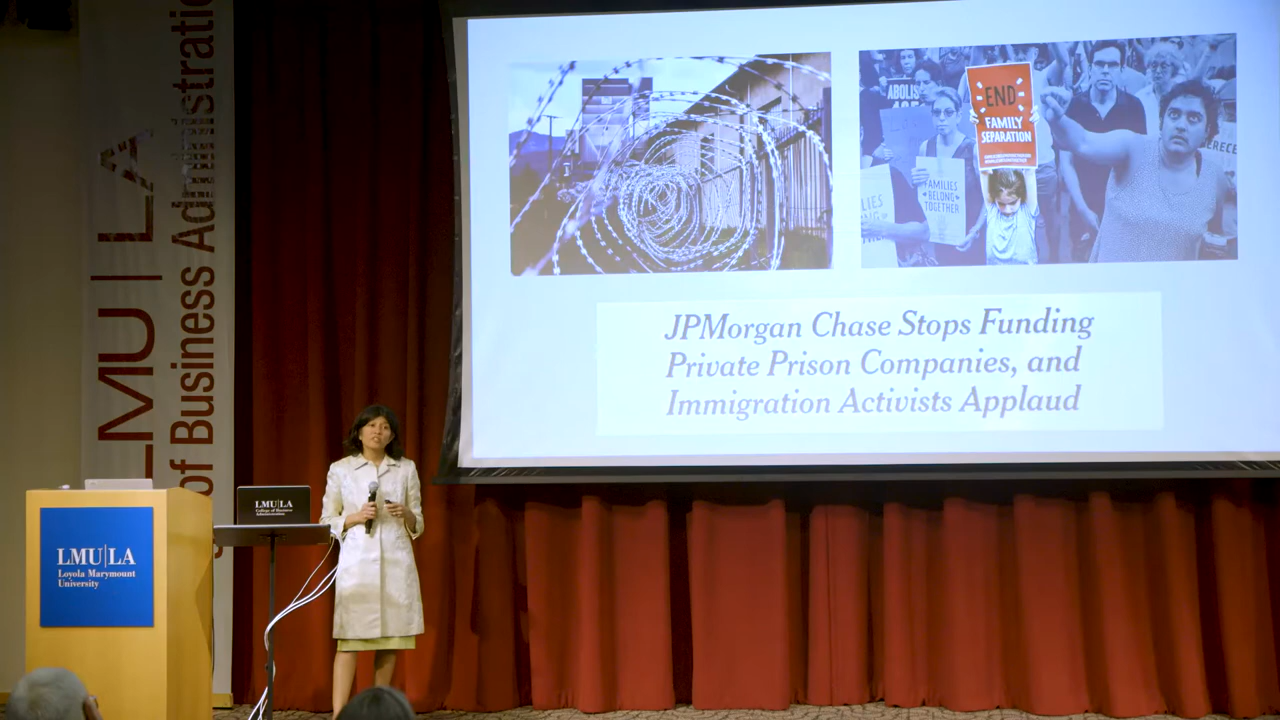 LMU|LA
of Business Administratio
LMU|LA
Loyola Marymount
University
LMU|LA
College of Business
Administration
ABOLIS
END
FAMILY
SEPARATION
FAMILIES
BELONG
TOGETHER
JPMorgan Chase Stops Funding
Private Prison Companies, and
Immigration Activists Applaud